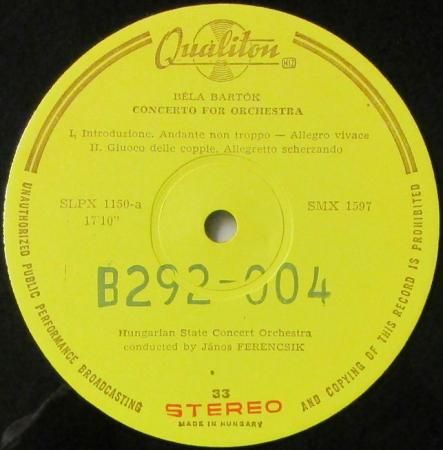 Qualiton
MHV
BÉLA BARTÓK
CONCERTO FOR ORCHESTRA
I. Introduzione. Andante non troppo — Allegro vivace
II. Giuoco delle copple. Allegretto scherzando
SLPX 1150-a
17'10"
SMX 1597
B292-004
Hungarian State Concert Orchestra
conducted by János FERENCSIK
33
STEREO
MADE IN HUNGARY
UNAUTHORIZED PUBLIC PERFORMANCE BROADCASTING
AND COPYING OF THIS RECORD IS PROHIBITED